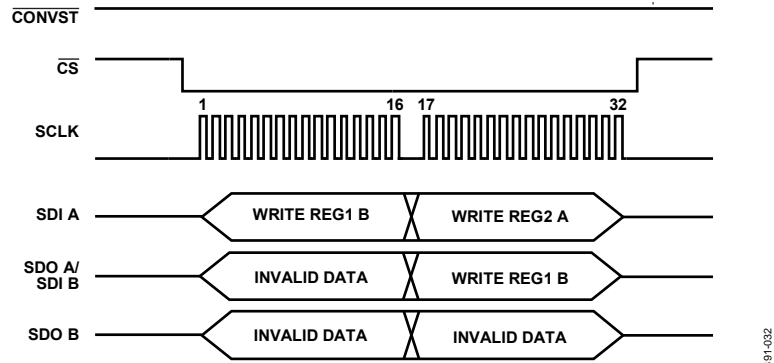 CONVST
CS
1 16 17 32
SCLK
SDI A WRITE REG1 B WRITE REG2 A
SDO A/
SDI B INVALID DATA WRITE REG1 B
SDO B INVALID DATA INVALID DATA
91-032